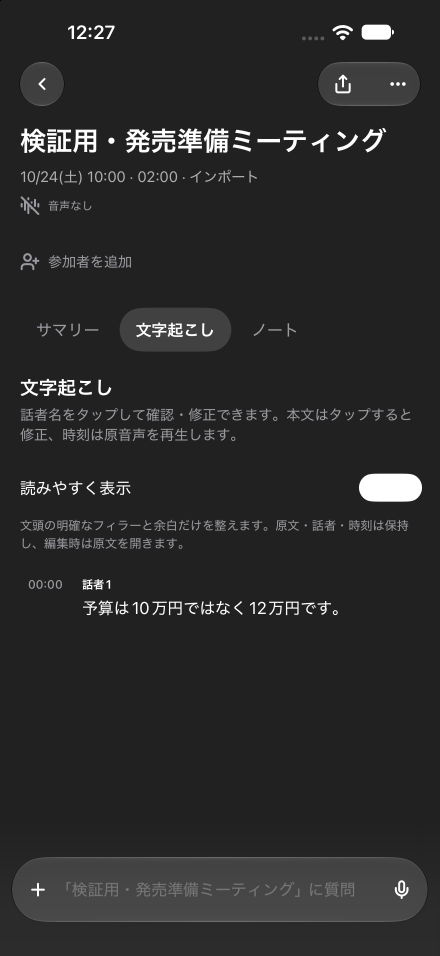 12:27
検証用・発売準備ミーティング
10/24(土) 10:00 · 02:00 · インポート
音声なし
参加者を追加
サマリー
文字起こし
ノート
文字起こし
話者名をタップして確認・修正できます。本文はタップすると
修正、時刻は原音声を再生します。
読みやすく表示
文頭の明確なフィラーと余白だけを整えます。原文・話者・時刻は保持
し、編集時は原文を開きます。
00:00 話者1
予算は10万円ではなく12万円です。
「検証用・発売準備ミーティング」に質問